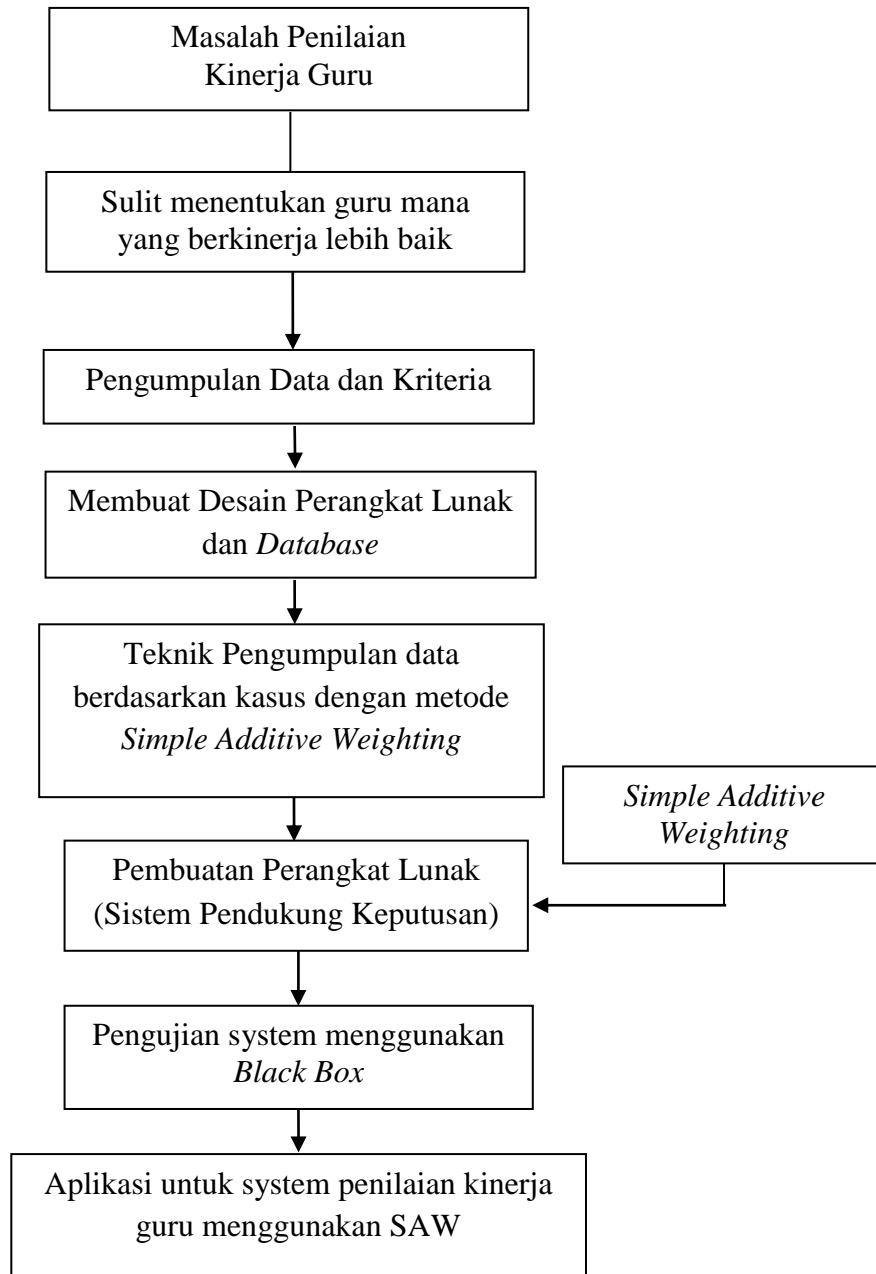 Masalah Penilaian
Kinerja Guru
Sulit menentukan guru mana
yang berkinerja lebih baik
Pengumpulan Data dan Kriteria
Membuat Desain Perangkat Lunak
dan Database
Teknik Pengumpulan data
berdasarkan kasus dengan metode
Simple Additive Weighting
Simple Additive
Weighting
Pembuatan Perangkat Lunak
(Sistem Pendukung Keputusan)
Pengujian system menggunakan
Black Box
Aplikasi untuk system penilaian kinerja
guru menggunakan SAW